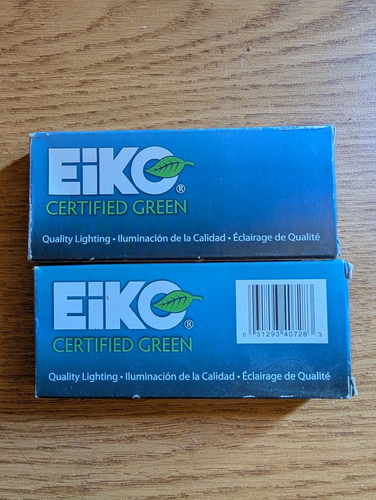 EiKO®
CERTIFIED GREEN
Quality Lighting • Iluminación de la Calidad • Éclairage de Qualité
EiKO®
0 31293 40728 3
CERTIFIED GREEN
Quality Lighting • Iluminación de la Calidad • Éclairage de Qualité